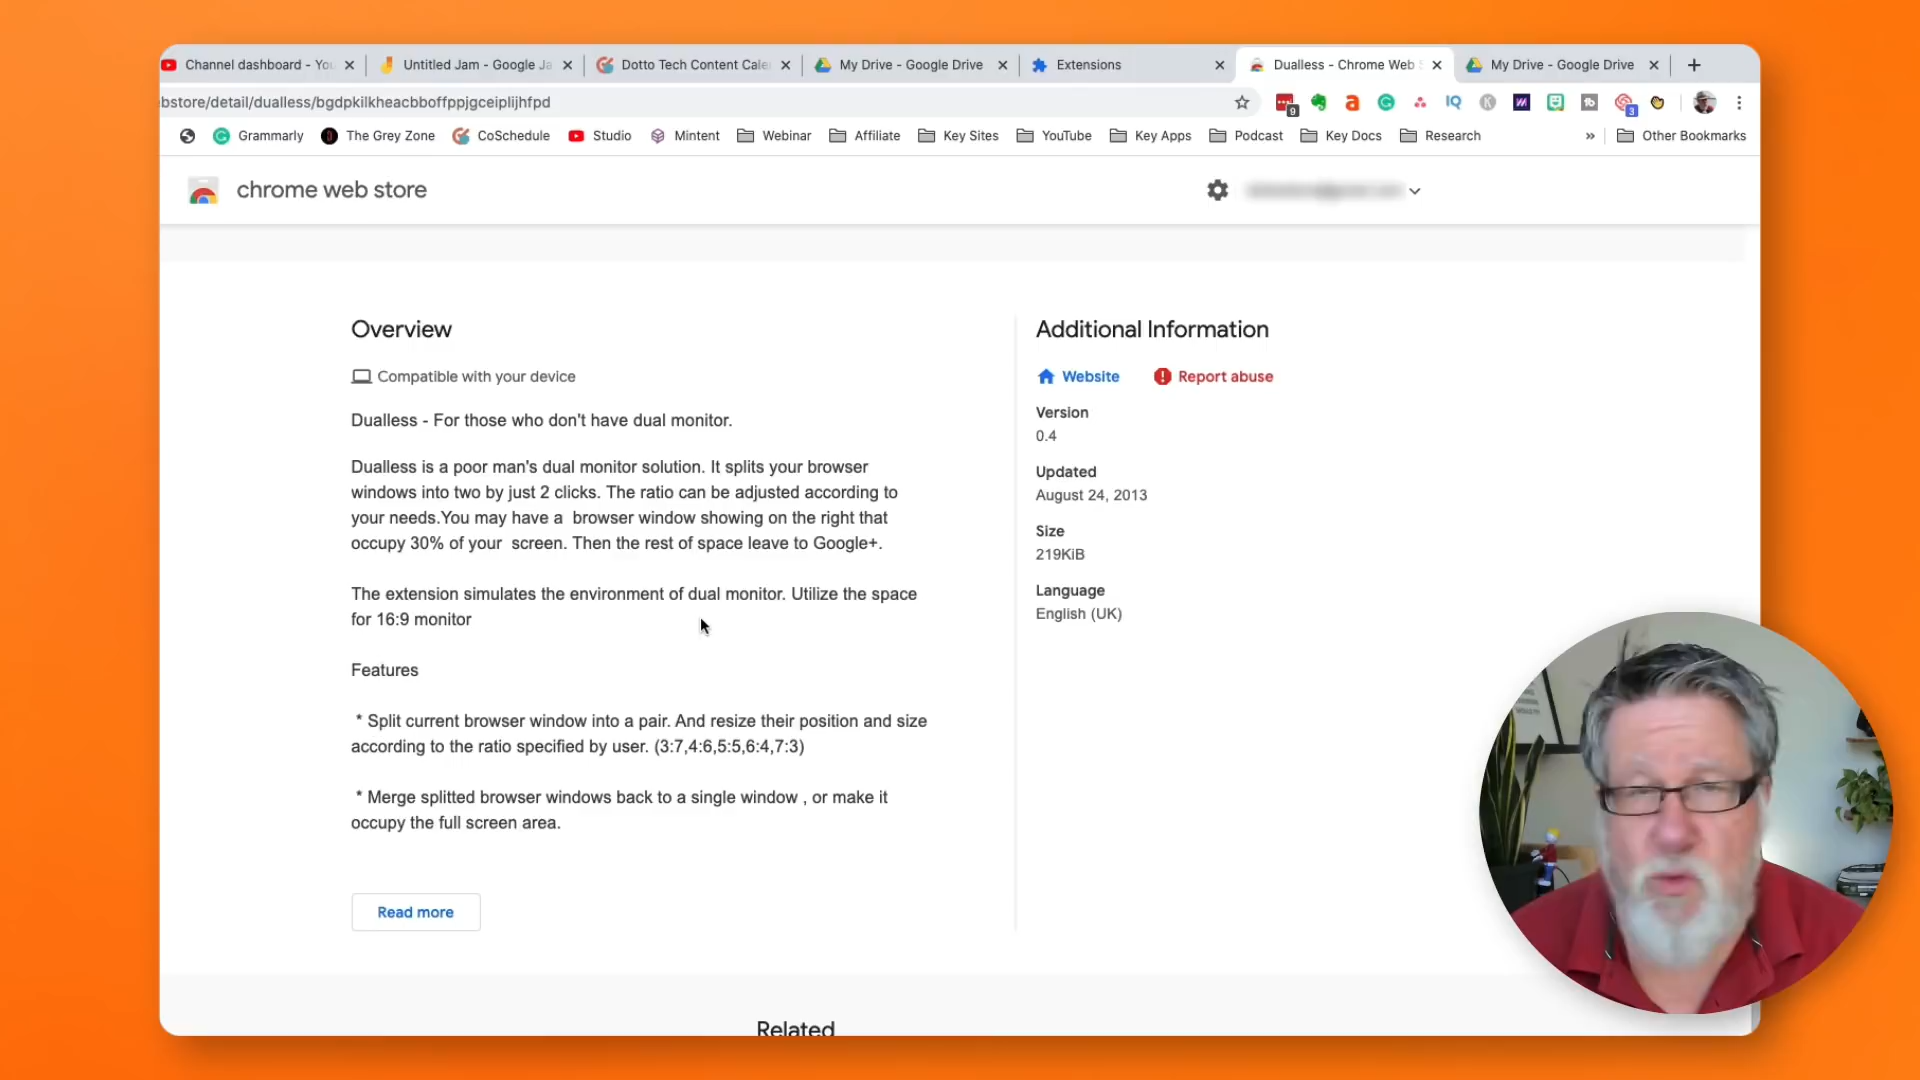 Channel dashboard - You
Untitled Jam - Google Ja
Dotto Tech Content Cale
My Drive - Google Drive
Extensions
Dualless - Chrome Web S
My Drive - Google Drive
bstore/detail/dualless/bgdpkilkheacbboffppjgceiplijhfpd
9
a
IQ
3
Grammarly
The Grey Zone
CoSchedule
Studio
Mintent
Webinar
Affiliate
Key Sites
YouTube
Key Apps
Podcast
Key Docs
Research
»
Other Bookmarks
chrome web store
Overview
Compatible with your device
Dualless - For those who don't have dual monitor.
Dualless is a poor man's dual monitor solution. It splits your browser
windows into two by just 2 clicks. The ratio can be adjusted according to
your needs.You may have a  browser window showing on the right that
occupy 30% of your  screen. Then the rest of space leave to Google+.
The extension simulates the environment of dual monitor. Utilize the space
for 16:9 monitor
Features
* Split current browser window into a pair. And resize their position and size
according to the ratio specified by user. (3:7,4:6,5:5,6:4,7:3)
* Merge splitted browser windows back to a single window , or make it
occupy the full screen area.
Read more
Additional Information
Website
Report abuse
Version
0.4
Updated
August 24, 2013
Size
219KiB
Language
English (UK)
Related